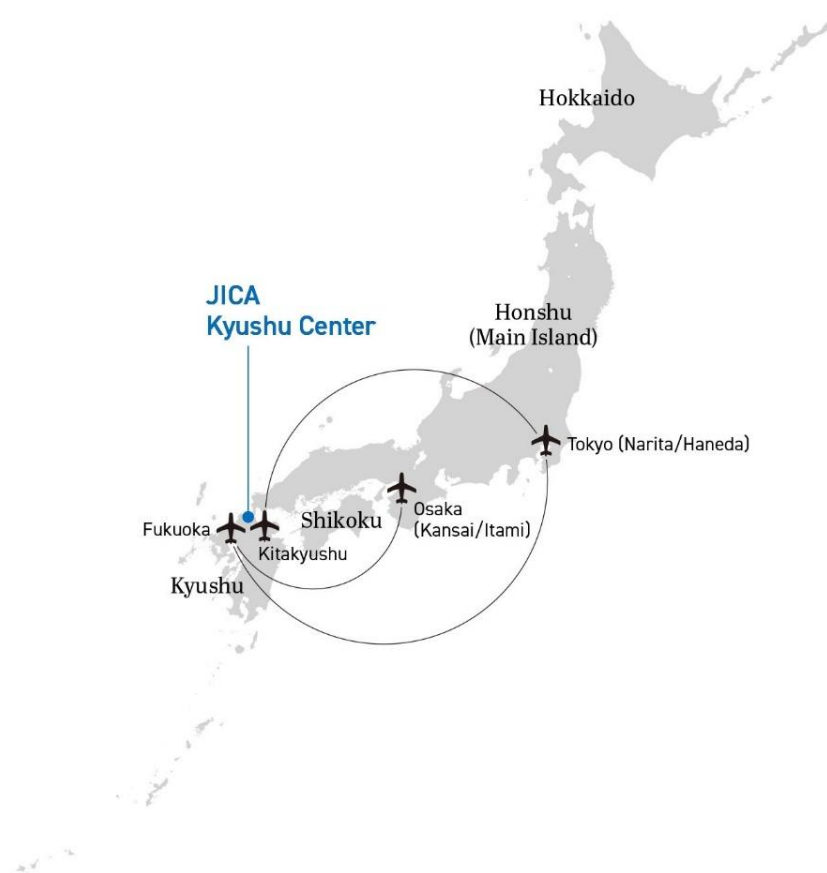 Hokkaido
JICA
Kyushu Center
Honshu
(Main Island)
Tokyo (Narita/Haneda)
Osaka
(Kansai/Itami)
Shikoku
Fukuoka
Kitakyushu
Kyushu